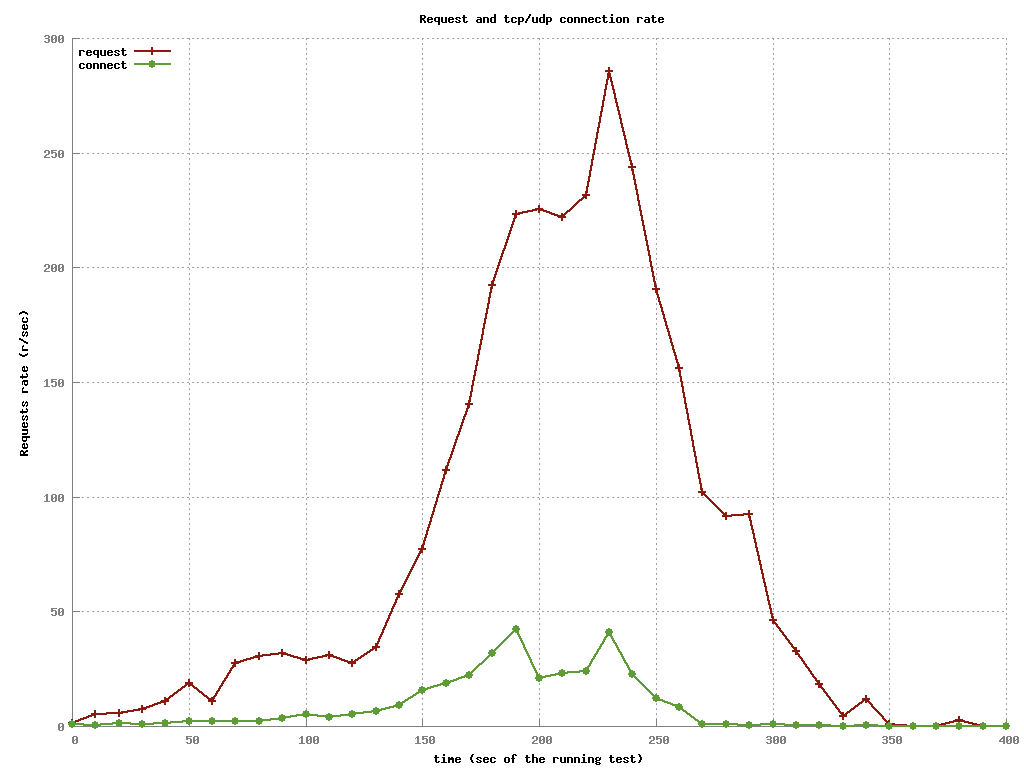 Request and tcp/udp connection rate
300
request
connect
250
200
150
100
50
0
Requests rate (r/sec)
0 50 100 150 200 250 300 350 400
time (sec of the running test)